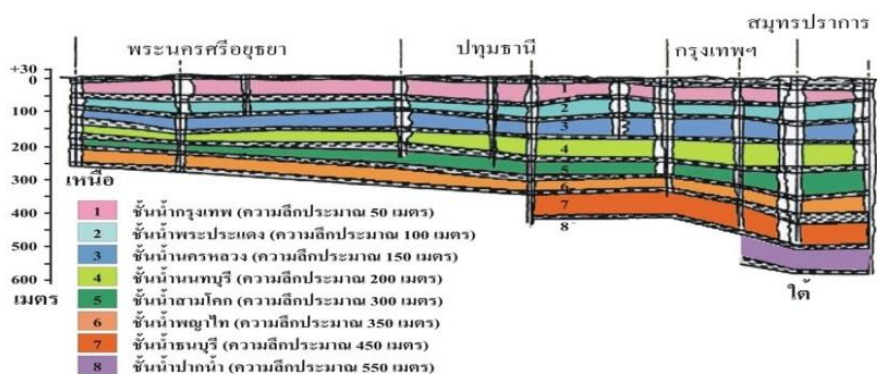 สมุทรปราการ
พระนครศรีอยุธยา ปทุมธานี กรุงเทพฯ
+30
0
100
200
300
400
500
600
เมตร
1
2
3
4
5
6
7
8
เหนือ
ใต้
1 ชั้นน้ำกรุงเทพ (ความลึกประมาณ 50 เมตร)
2 ชั้นน้ำพระประแดง (ความลึกประมาณ 100 เมตร)
3 ชั้นน้ำนครหลวง (ความลึกประมาณ 150 เมตร)
4 ชั้นน้ำนนทบุรี (ความลึกประมาณ 200 เมตร)
5 ชั้นน้ำสามโคก (ความลึกประมาณ 300 เมตร)
6 ชั้นน้ำพญาไท (ความลึกประมาณ 350 เมตร)
7 ชั้นน้ำธนบุรี (ความลึกประมาณ 450 เมตร)
8 ชั้นน้ำปากน้ำ (ความลึกประมาณ 550 เมตร)